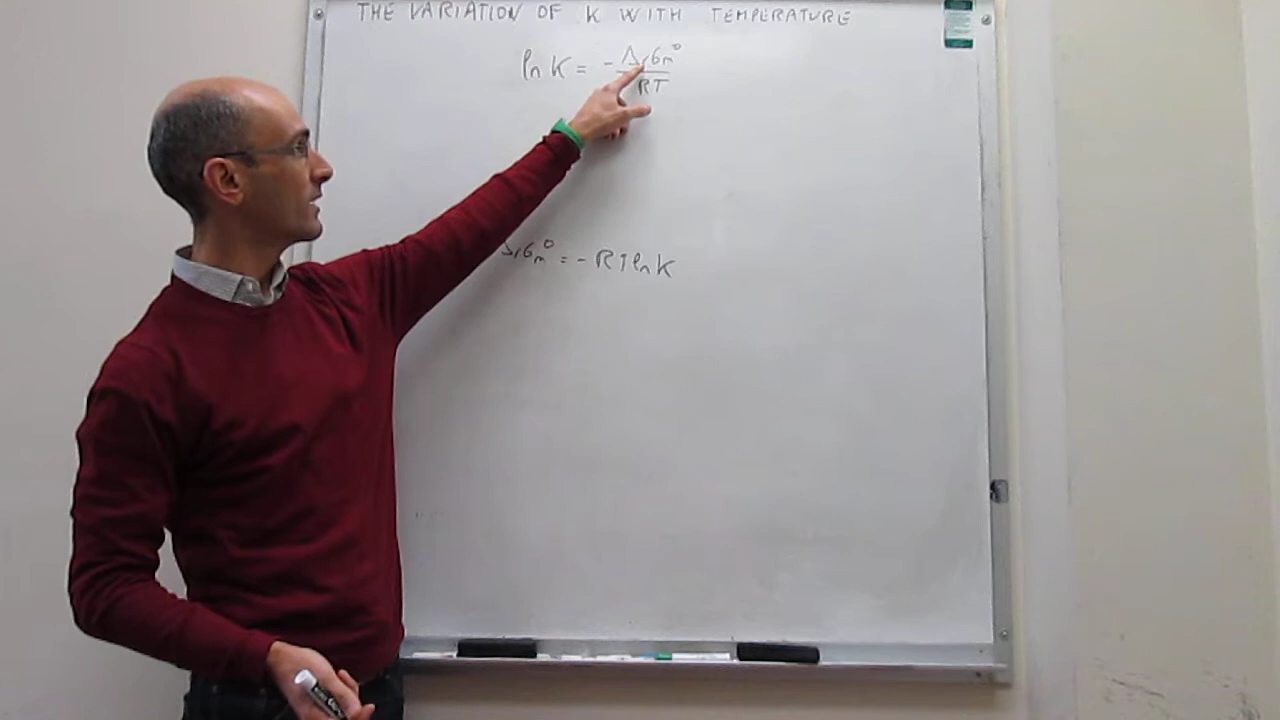 THE VARIATION OF K WITH TEMPERATURE
ln K = - ΔrGm° / RT
ΔrGm° = - RT ln K